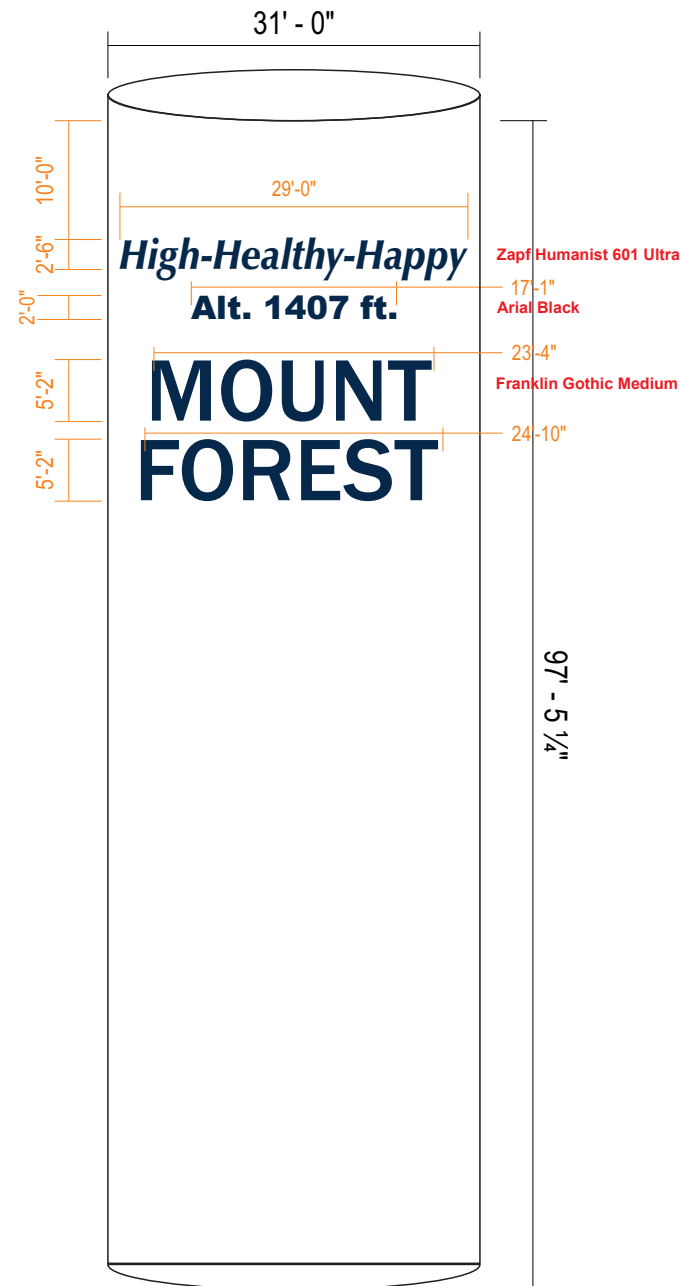 31' - 0"
10'-0"
29'-0"
2'-6"
High-Healthy-Happy
Zapf Humanist 601 Ultra
17'-1"
2'-0"
Alt. 1407 ft.
Arial Black
23'-4"
5'-2"
MOUNT
Franklin Gothic Medium
24'-10"
5'-2"
FOREST
97' - 5 ¼"